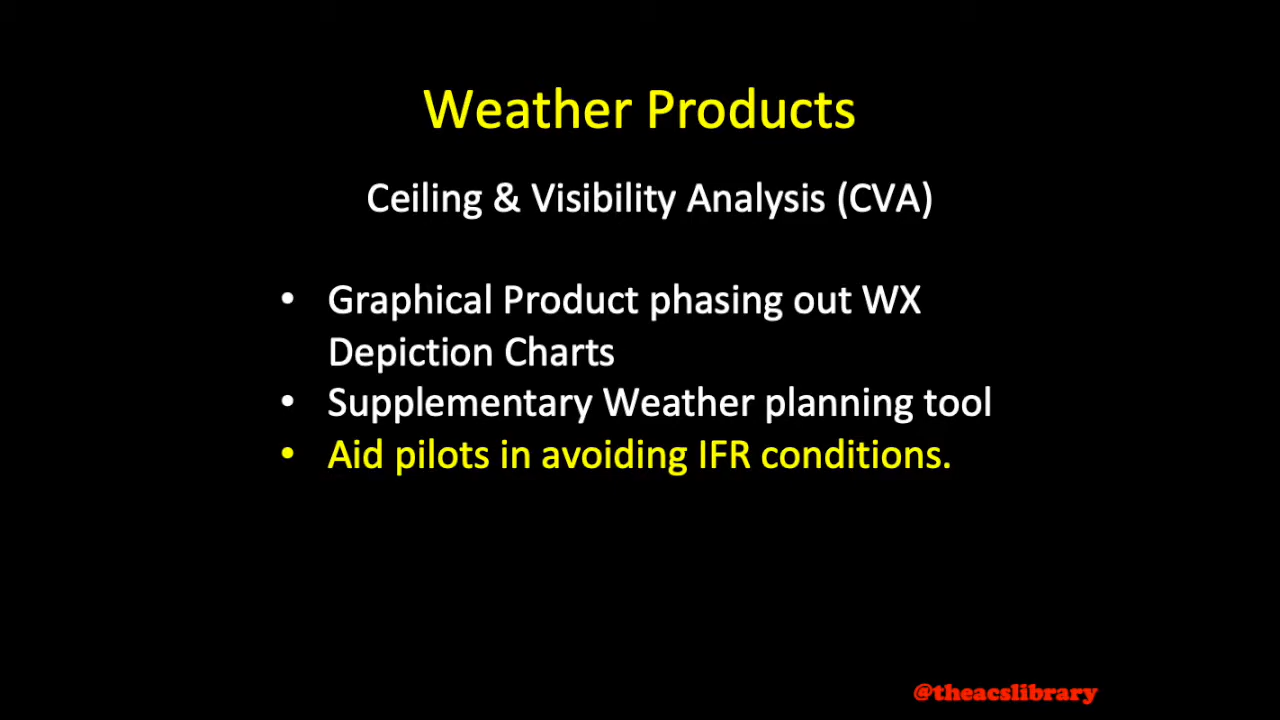 Weather Products
Ceiling & Visibility Analysis (CVA)
• Graphical Product phasing out WX
Depiction Charts
• Supplementary Weather planning tool
• Aid pilots in avoiding IFR conditions.
@theacslibrary